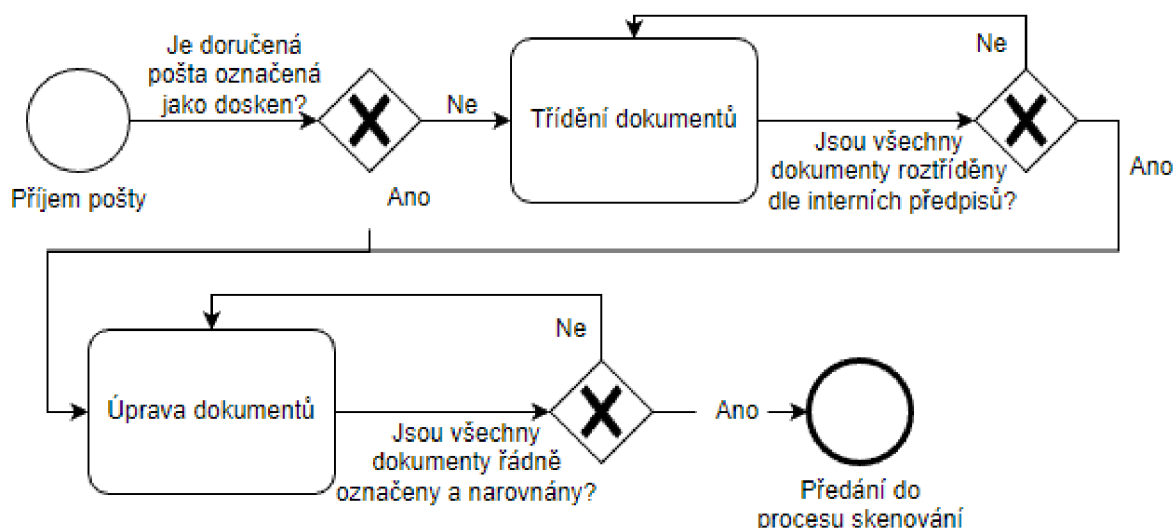 Je doručená
pošta označená
jako dosken?
Ne
Třídění dokumentů
Ne
Jsou všechny
dokumenty roztříděny
dle interních předpisů?
Ano
Příjem pošty
Ano
Úprava dokumentů
Ne
Jsou všechny
dokumenty řádně
označeny a narovnány?
Ano
Předání do
procesu skenování